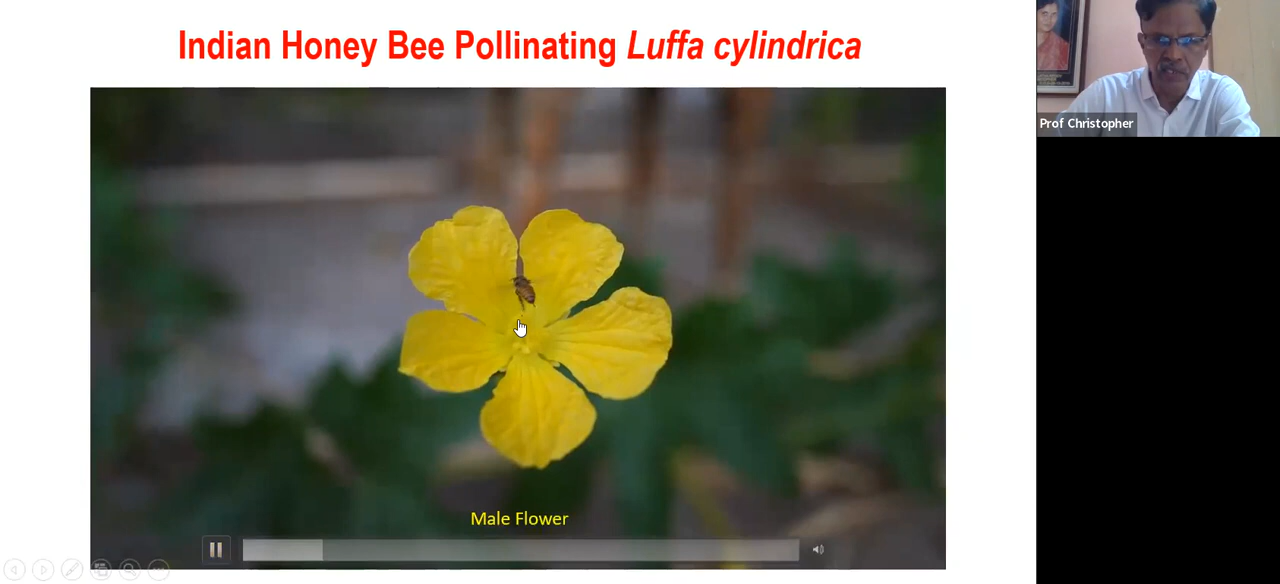 Indian Honey Bee Pollinating Luffa cylindrica
Prof Christopher
Male Flower